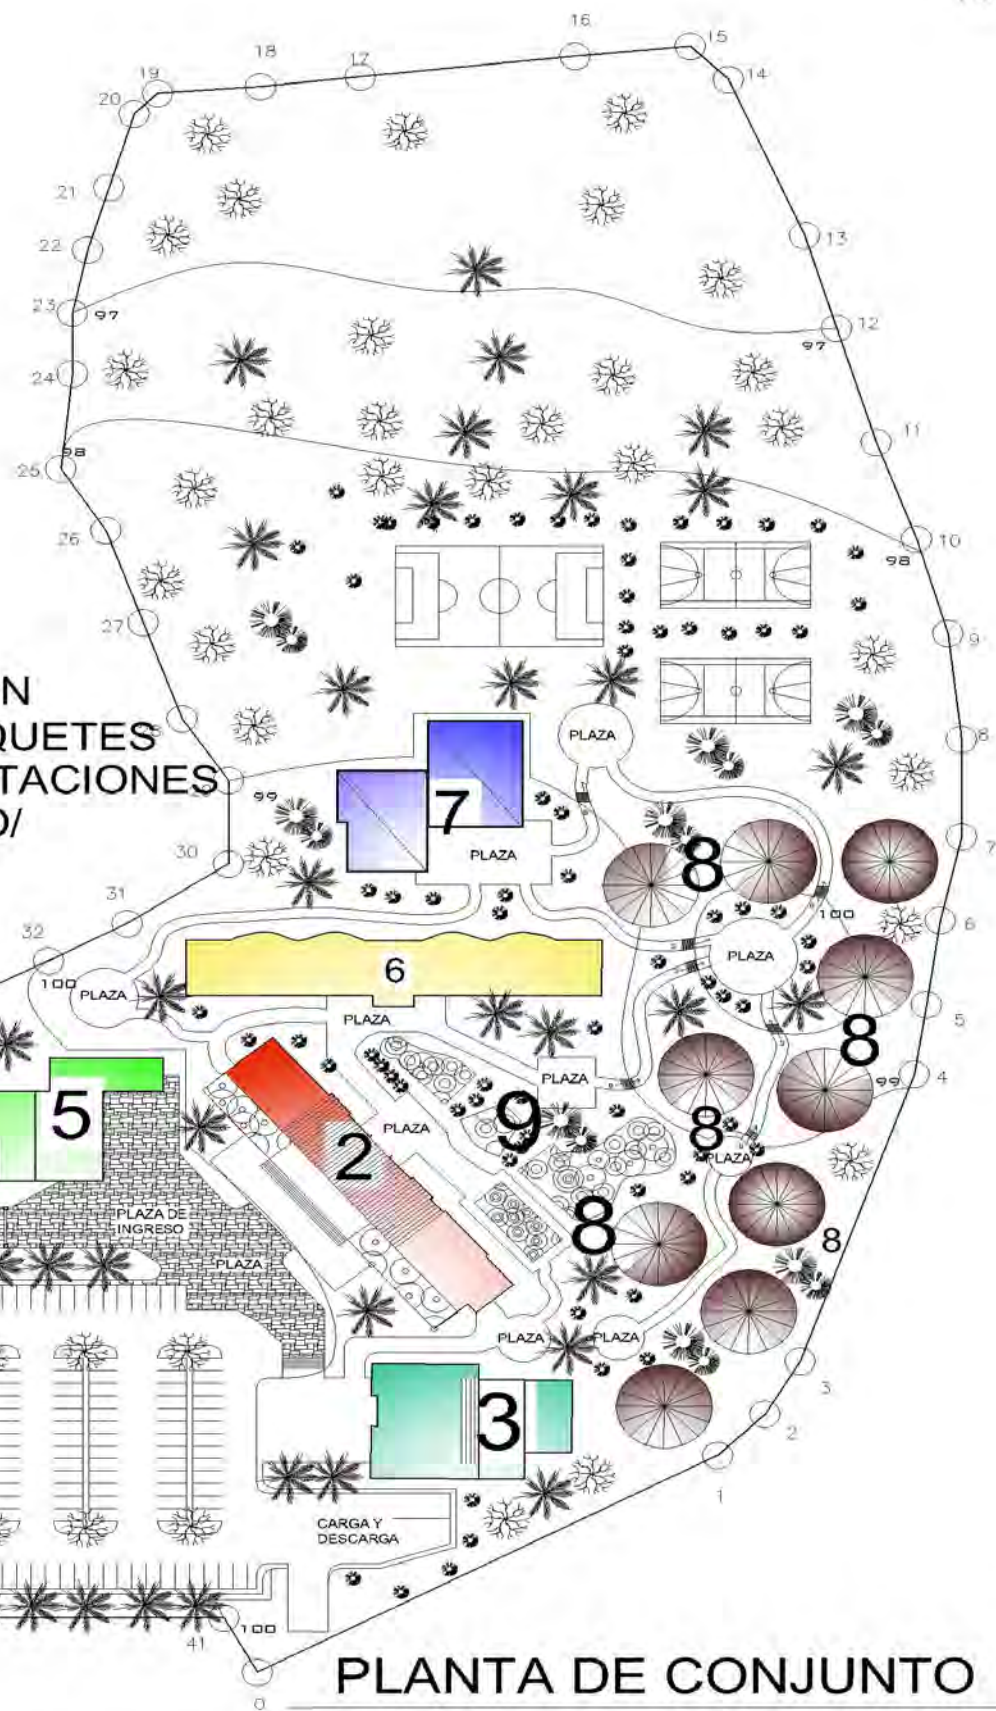 16
15
18
17
14
19
20
21
22
13
23
97
12
97
24
11
98
25
26
10
98
27
9
N
QUETES
TACIONES
O/
PLAZA
8
99
7
8
PLAZA
7
30
31
100
6
32
PLAZA
6
100
PLAZA
5
PLAZA
8
PLAZA
99
4
5
9
PLAZA
2
8
PLAZA
PLAZA DE
INGRESO
8
8
PLAZA
PLAZA
PLAZA
3
3
2
1
CARGA Y
DESCARGA
100
41
0
PLANTA DE CONJUNTO